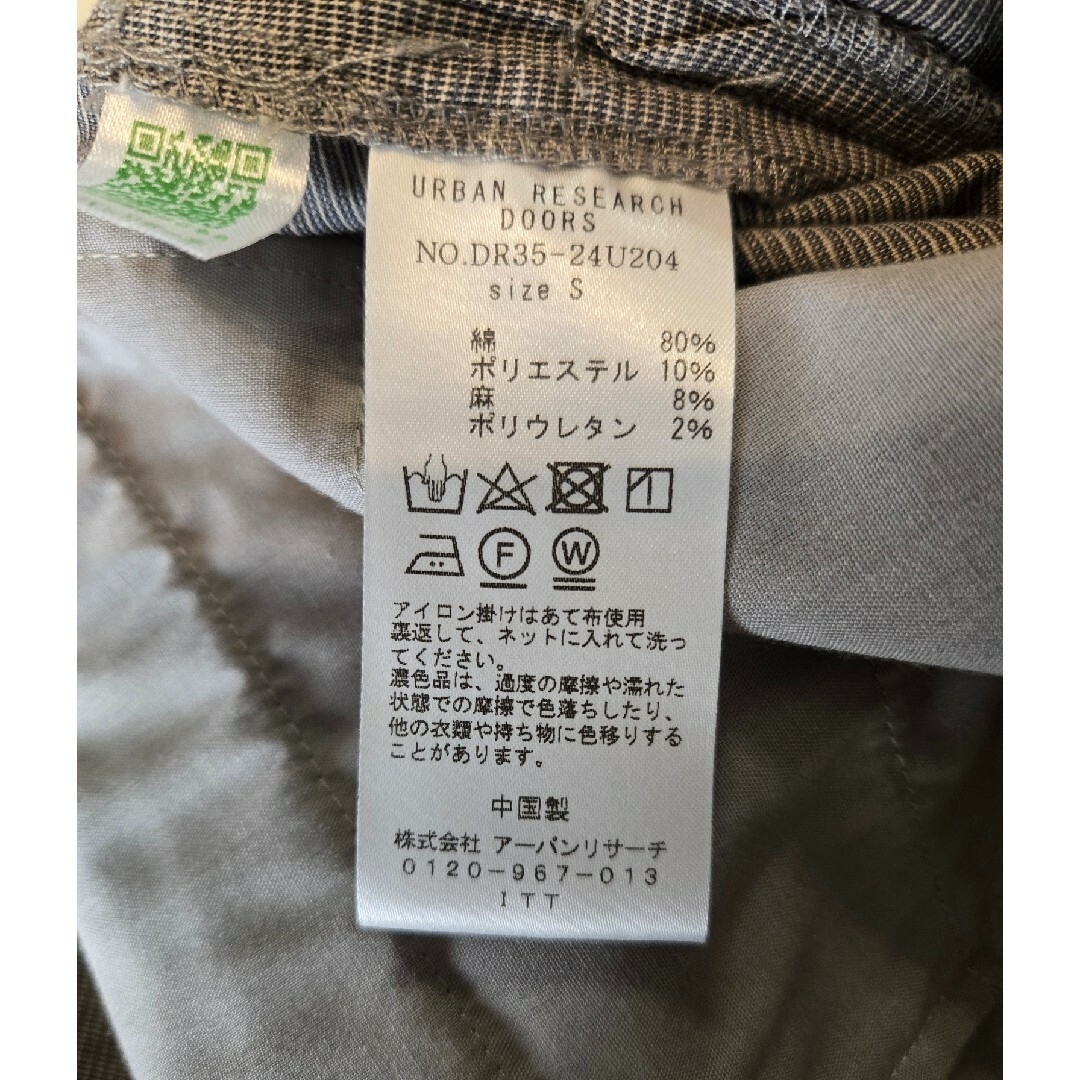 URBAN RESEARCH
DOORS
NO.DR35-24U204
size S
綿 80%
ポリエステル 10%
麻 8%
ポリウレタン 2%
F W
アイロン掛けはあて布使用
裏返して、ネットに入れて洗っ
てください。
濃色品は、過度の摩擦や濡れた
状態での摩擦で色落ちしたり、
他の衣類や持ち物に色移りする
ことがあります。
中国製
株式会社 アーバンリサーチ
0120-967-013
ITT